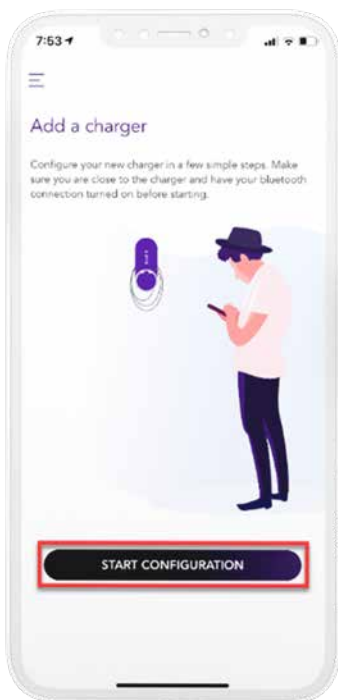 7:53
Add a charger
Configure your new charger in a few simple steps. Make
sure you are close to the charger and have your bluetooth
connection turned on before starting.
START CONFIGURATION